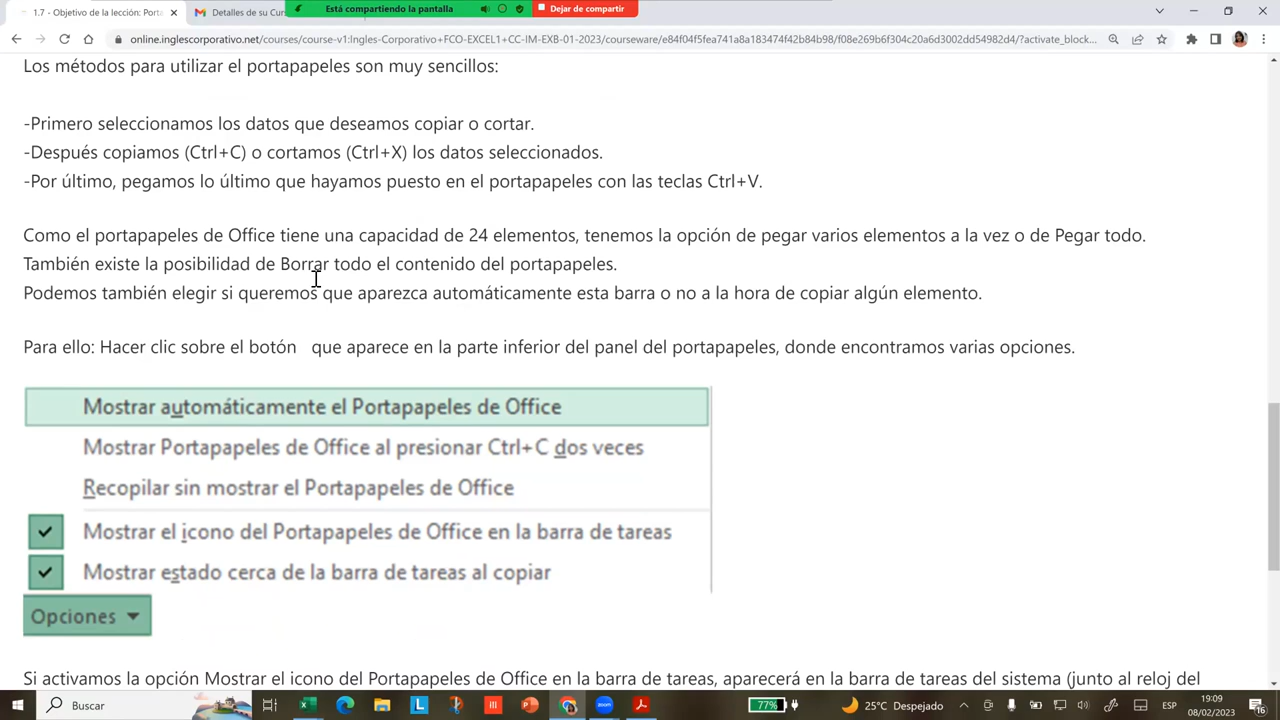 1.7 - Objetivo de la lección: Porta
Detalles de su Curs
Está compartiendo la pantalla
Dejar de compartir
online.inglescorporativo.net/courses/course-v1:Ingles-Corporativo+FCO-EXCEL1+CC-IM-EXB-01-2023/courseware/e84f04f5fea741a8a183474f42b84b98/f08e269b6f304c20a6d3002dd54982d4/?activate_block...
Los métodos para utilizar el portapapeles son muy sencillos:
-Primero seleccionamos los datos que deseamos copiar o cortar.
-Después copiamos (Ctrl+C) o cortamos (Ctrl+X) los datos seleccionados.
-Por último, pegamos lo último que hayamos puesto en el portapapeles con las teclas Ctrl+V.
Como el portapapeles de Office tiene una capacidad de 24 elementos, tenemos la opción de pegar varios elementos a la vez o de Pegar todo.
También existe la posibilidad de Borrar todo el contenido del portapapeles.
Podemos también elegir si queremos que aparezca automáticamente esta barra o no a la hora de copiar algún elemento.
Para ello: Hacer clic sobre el botón que aparece en la parte inferior del panel del portapapeles, donde encontramos varias opciones.
Mostrar automáticamente el Portapapeles de Office
Mostrar Portapapeles de Office al presionar Ctrl+C dos veces
Recopilar sin mostrar el Portapapeles de Office
Mostrar el icono del Portapapeles de Office en la barra de tareas
Mostrar estado cerca de la barra de tareas al copiar
Opciones
Si activamos la opción Mostrar el icono del Portapapeles de Office en la barra de tareas, aparecerá en la barra de tareas del sistema (junto al reloj del
Buscar
zoom
77%
25°C Despejado
ESP
19:09
08/02/2023
16